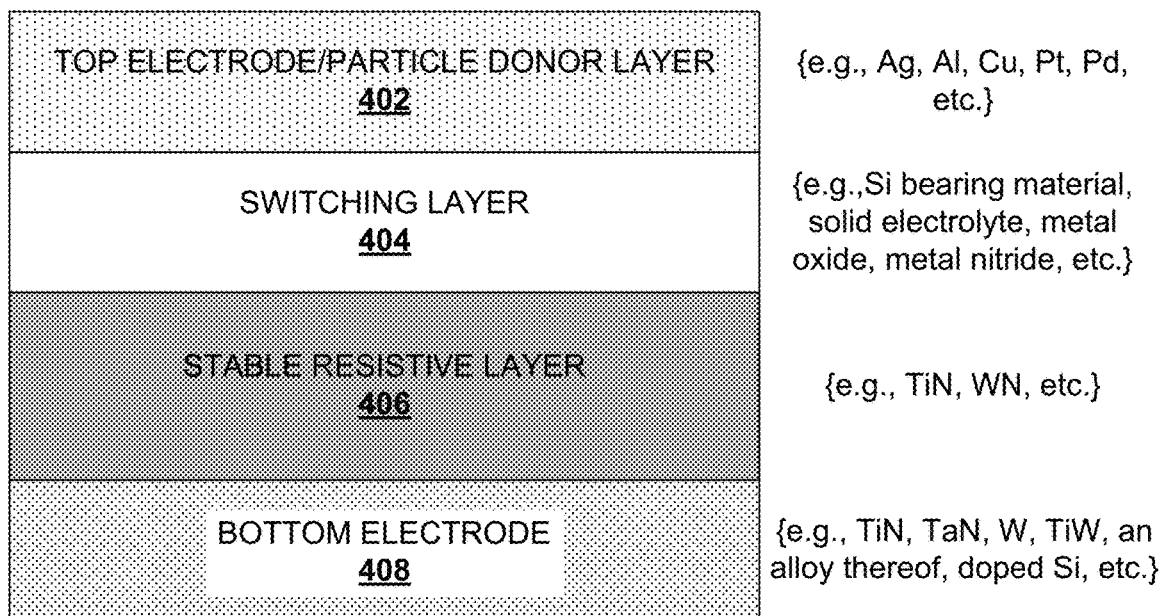 TOP ELECTRODE/PARTICLE DONOR LAYER
402
{e.g., Ag, Al, Cu, Pt, Pd,
etc.}
SWITCHING LAYER
404
{e.g.,Si bearing material,
solid electrolyte, metal
oxide, metal nitride, etc.}
STABLE RESISTIVE LAYER
406
{e.g., TiN, WN, etc.}
BOTTOM ELECTRODE
408
{e.g., TiN, TaN, W, TiW, an
alloy thereof, doped Si, etc.}